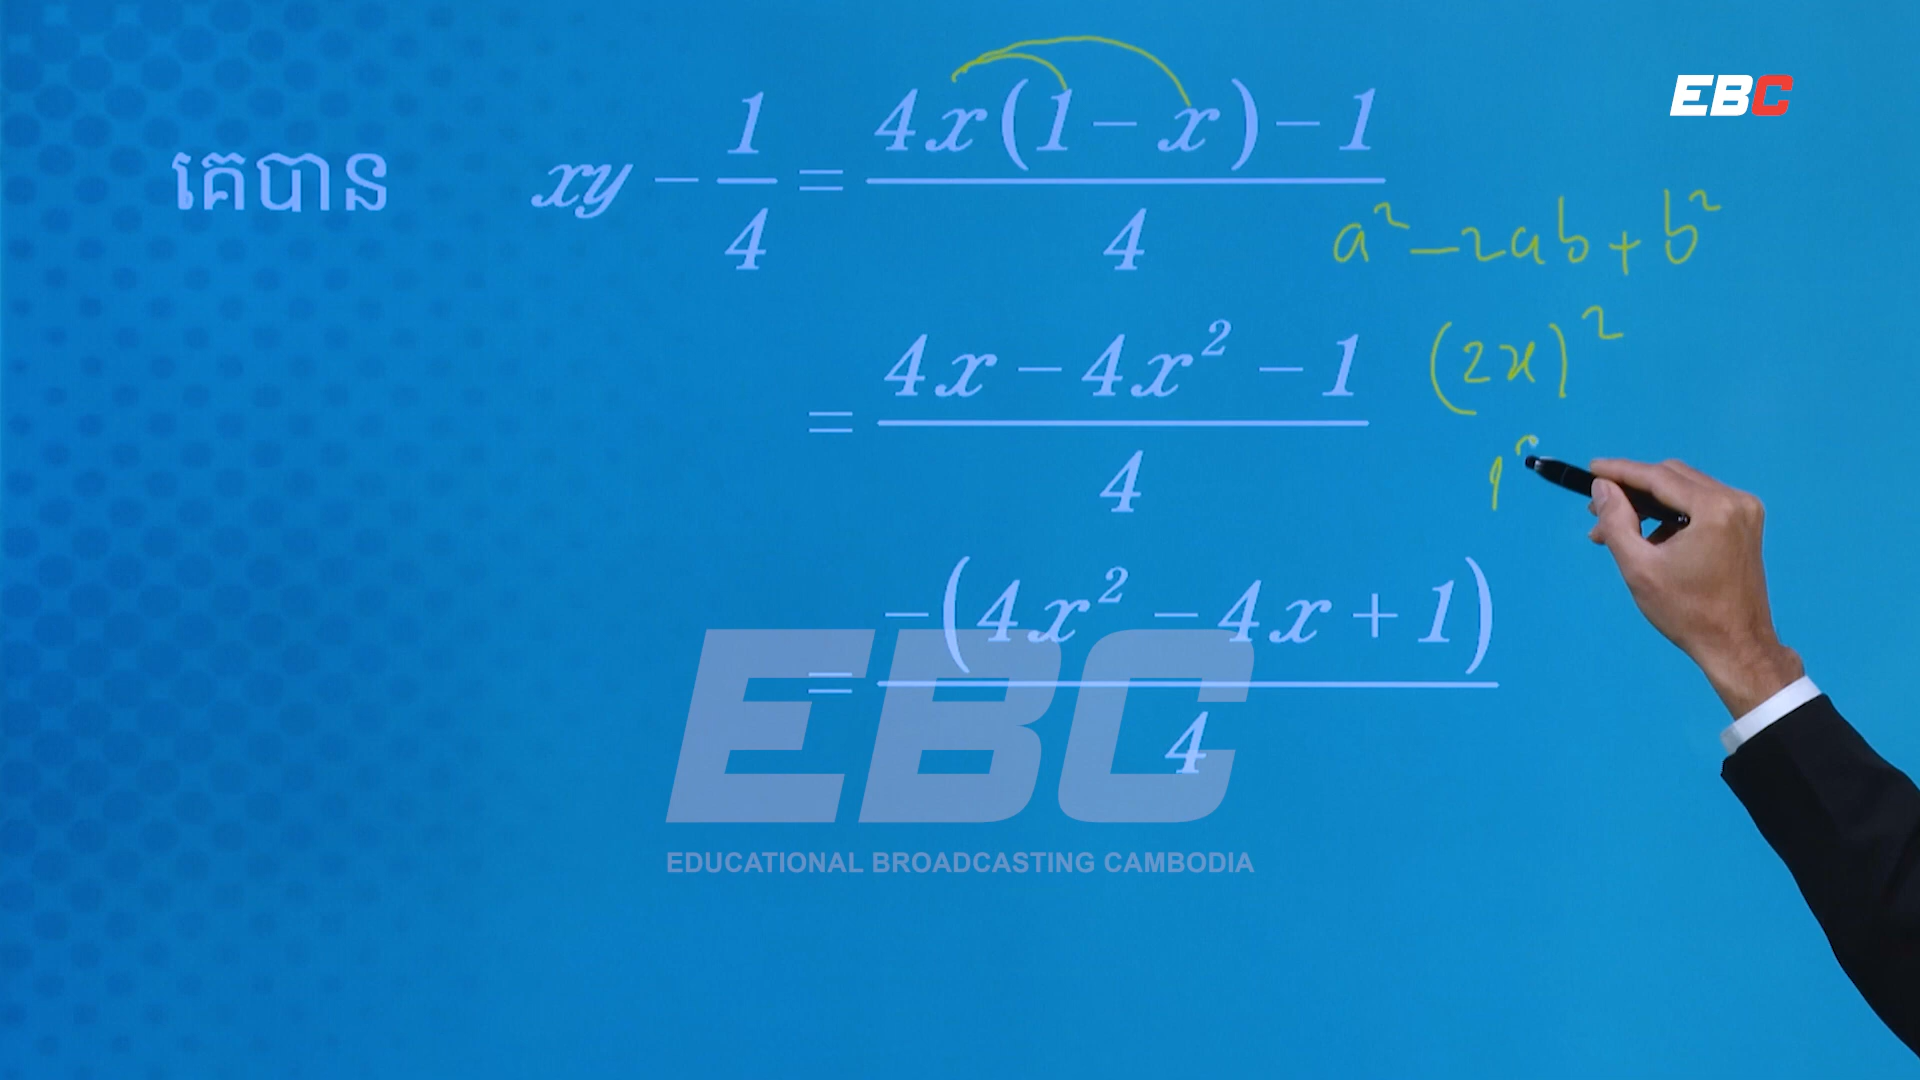 EBC
គេបាន xy - 1/4 = (4x(1 - x) - 1)/4
a² - 2ab + b²
= (4x - 4x² - 1)/4
(2x)²
1²
= (-(4x² - 4x + 1))/4
EBC
EDUCATIONAL BROADCASTING CAMBODIA